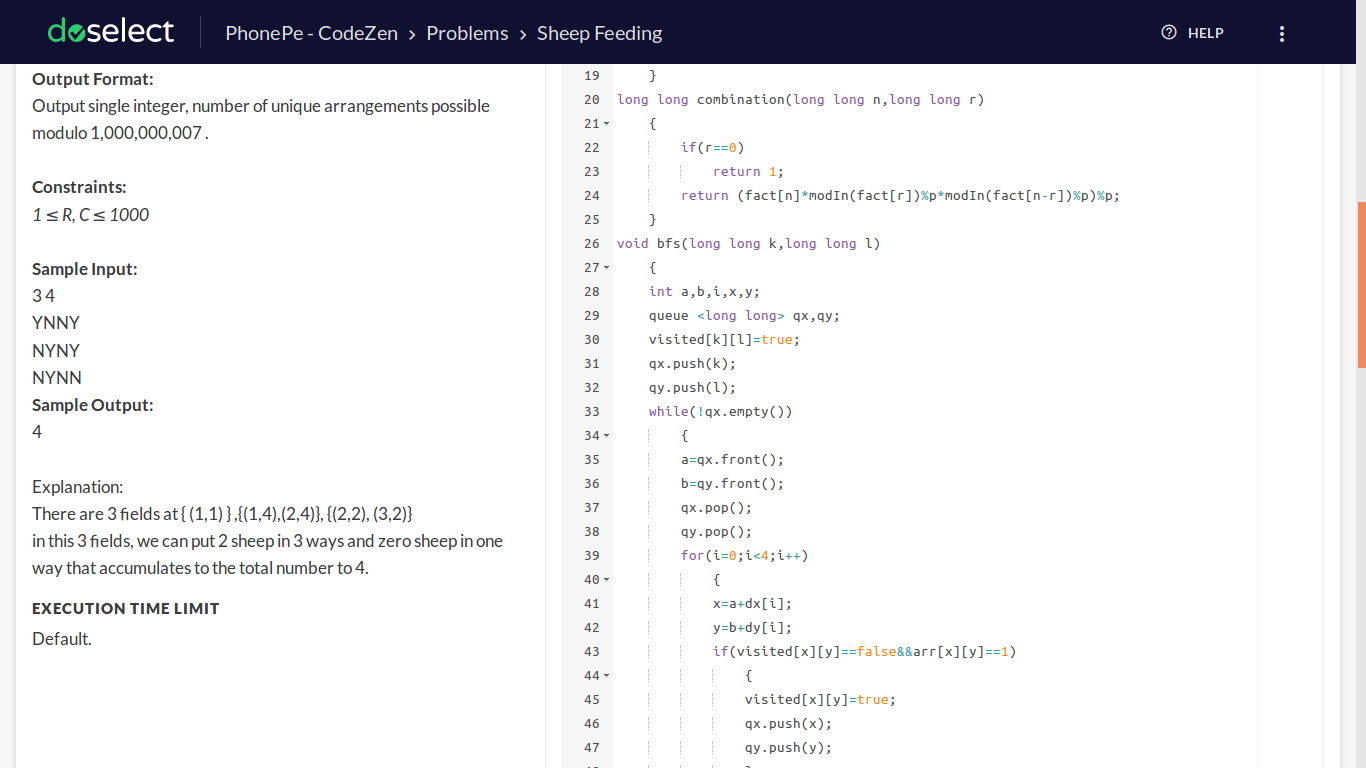 doselect
PhonePe - CodeZen › Problems › Sheep Feeding
HELP
Output Format:
Output single integer, number of unique arrangements possible
modulo 1,000,000,007 .
Constraints:
1 ≤ R, C ≤ 1000
Sample Input:
3 4
YNNY
NYNY
NYNN
Sample Output:
4
Explanation:
There are 3 fields at { (1,1) } ,{(1,4),(2,4)}, {(2,2), (3,2)}
in this 3 fields, we can put 2 sheep in 3 ways and zero sheep in one
way that accumulates to the total number to 4.
EXECUTION TIME LIMIT
Default.
19 }
20 long long combination(long long n,long long r)
21 {
22 if(r==0)
23 return 1;
24 return (fact[n]*modIn(fact[r])%p*modIn(fact[n-r])%p)%p;
25 }
26 void bfs(long long k,long long l)
27 {
28 int a,b,i,x,y;
29 queue <long long> qx,qy;
30 visited[k][l]=true;
31 qx.push(k);
32 qy.push(l);
33 while(!qx.empty())
34 {
35 a=qx.front();
36 b=qy.front();
37 qx.pop();
38 qy.pop();
39 for(i=0;i<4;i++)
40 {
41 x=a+dx[i];
42 y=b+dy[i];
43 if(visited[x][y]==false&&arr[x][y]==1)
44 {
45 visited[x][y]=true;
46 qx.push(x);
47 qy.push(y);